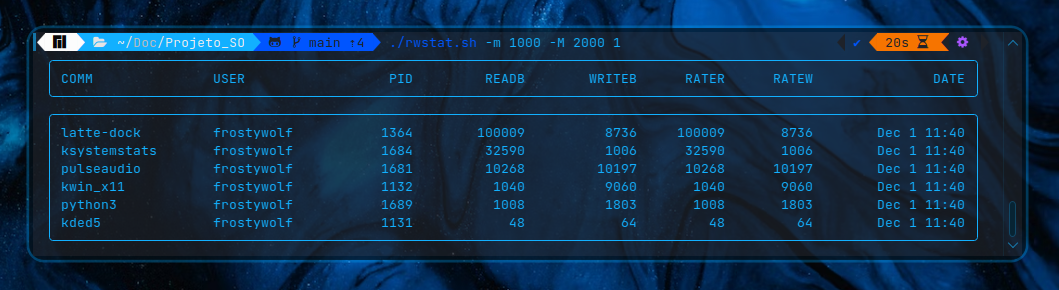 ~/Doc/Projeto_SO main ↑4 ./rwstat.sh -m 1000 -M 2000 1 ✔ 20s
COMM USER PID READB WRITEB RATER RATEW DATE
latte-dock frostywolf 1364 100009 8736 100009 8736 Dec 1 11:40
ksystemstats frostywolf 1684 32590 1006 32590 1006 Dec 1 11:40
pulseaudio frostywolf 1681 10268 10197 10268 10197 Dec 1 11:40
kwin_x11 frostywolf 1132 1040 9060 1040 9060 Dec 1 11:40
python3 frostywolf 1689 1008 1803 1008 1803 Dec 1 11:40
kded5 frostywolf 1131 48 64 48 64 Dec 1 11:40